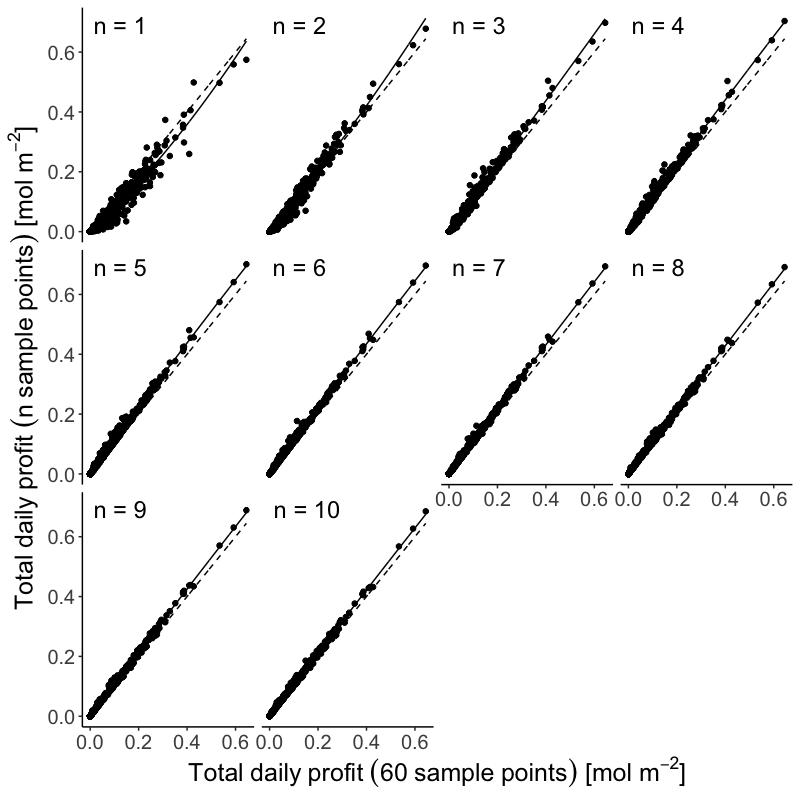 Total daily profit (n sample points) [mol m⁻²]
n = 1
n = 2
n = 3
n = 4
0.6
0.4
0.2
0.0
n = 5
n = 6
n = 7
n = 8
0.6
0.4
0.2
0.0
0.0 0.2 0.4 0.6
0.0 0.2 0.4 0.6
n = 9
n = 10
0.6
0.4
0.2
0.0
0.0 0.2 0.4 0.6
0.0 0.2 0.4 0.6
Total daily profit (60 sample points) [mol m⁻²]